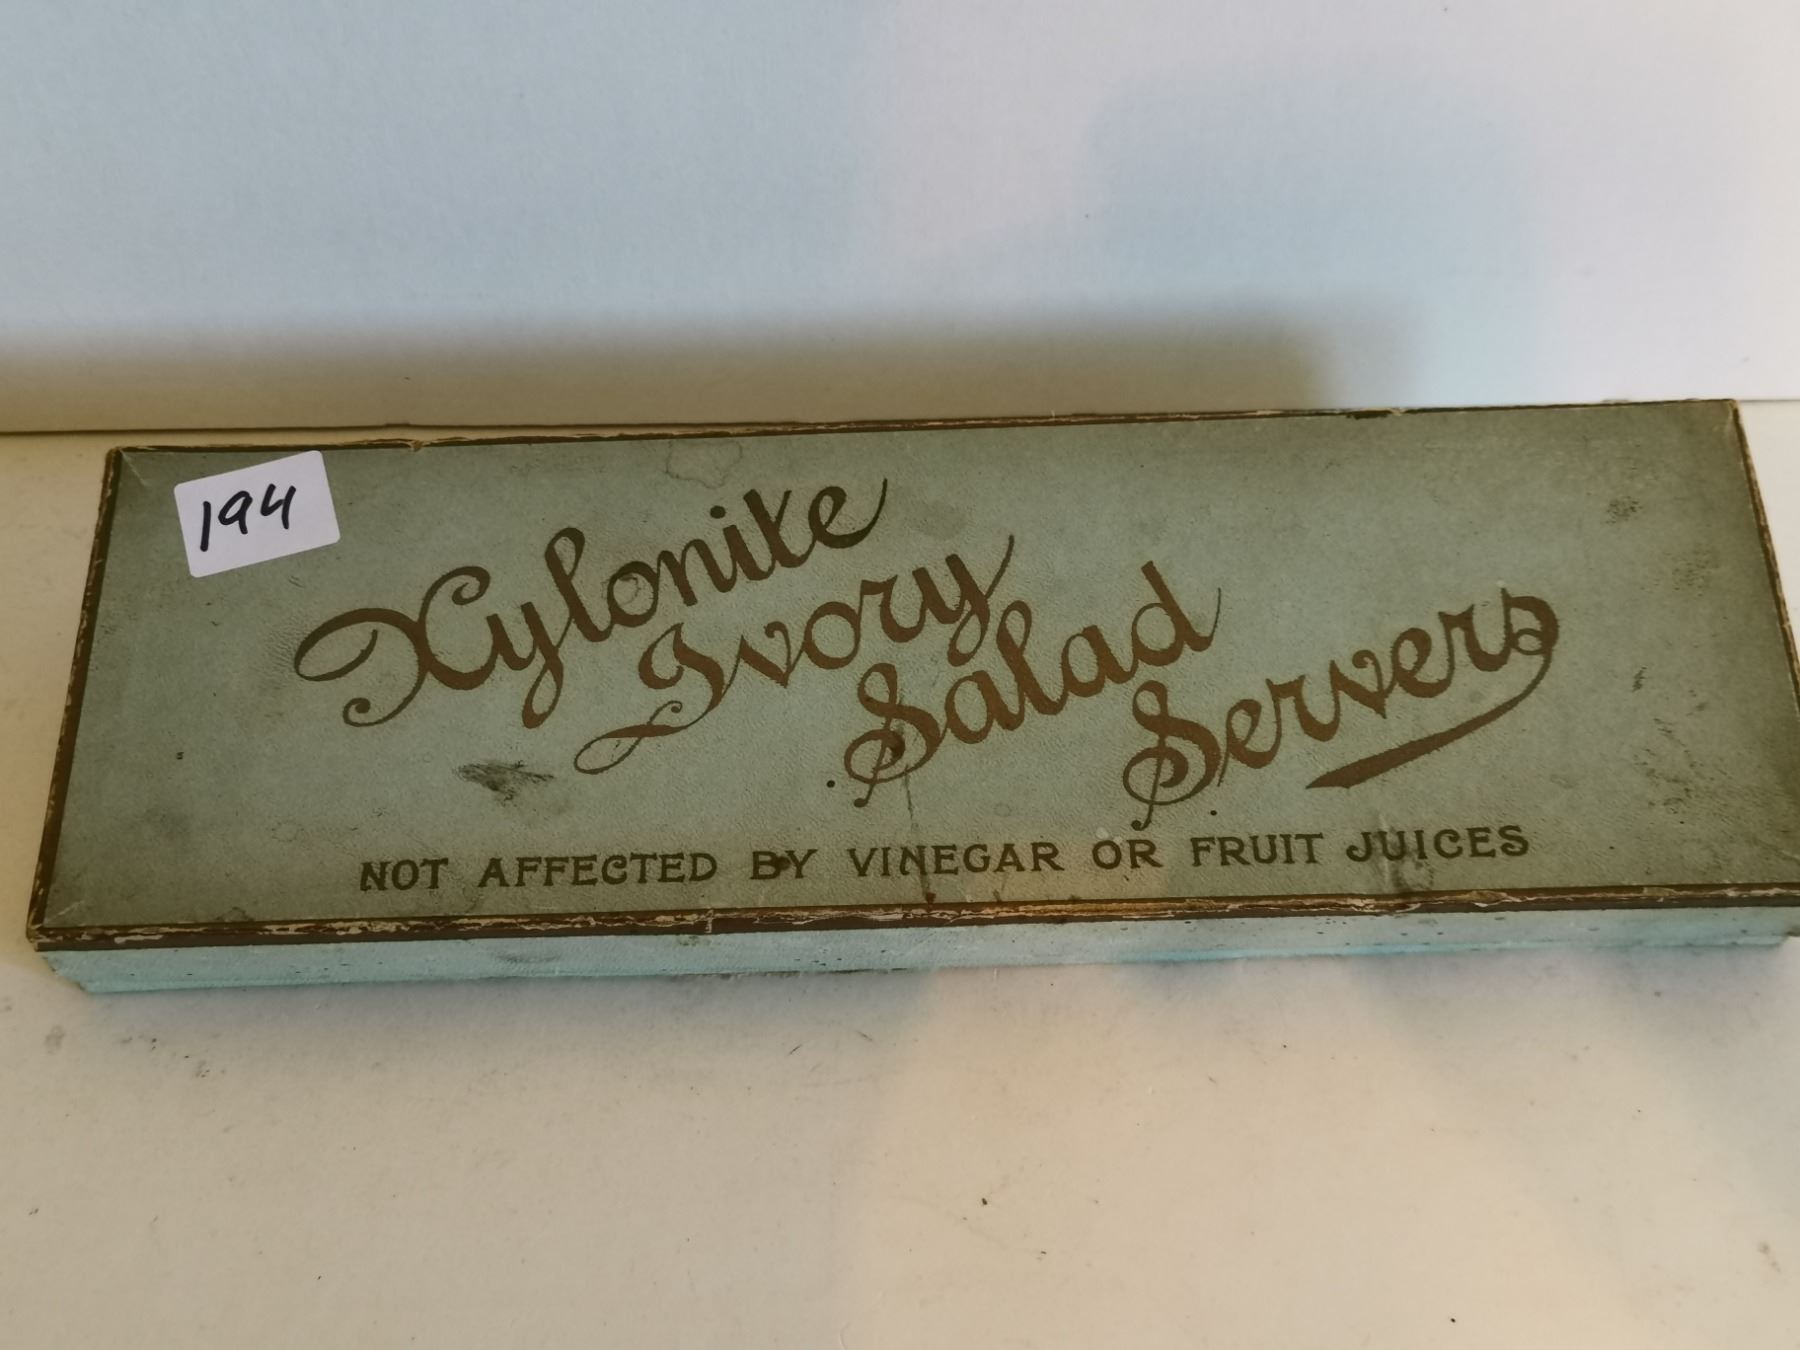 194
Xylonite
Ivory
Salad
Servers
NOT AFFECTED BY VINEGAR OR FRUIT JUICES